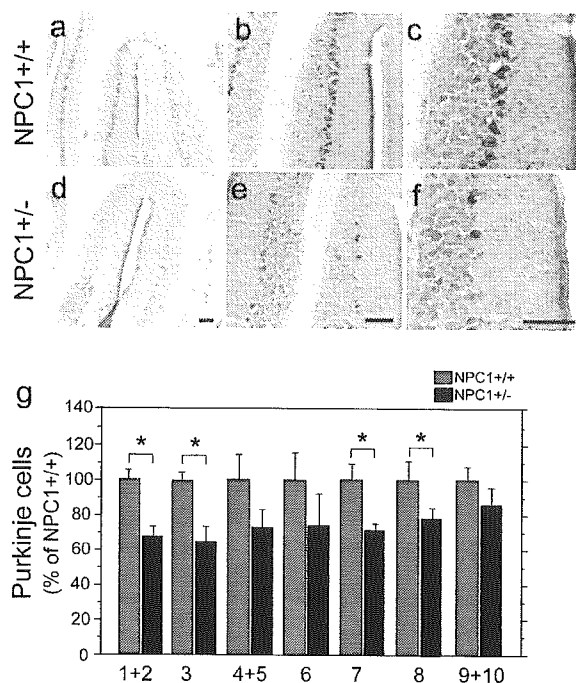 a b c
NPC1+/+
d e f
NPC1+/-
g
NPC1+/+
NPC1+/-
140
120
100
80
60
40
20
0
Purkinje cells
(% of NPC1+/+)
* * * *
1+2 3 4+5 6 7 8 9+10